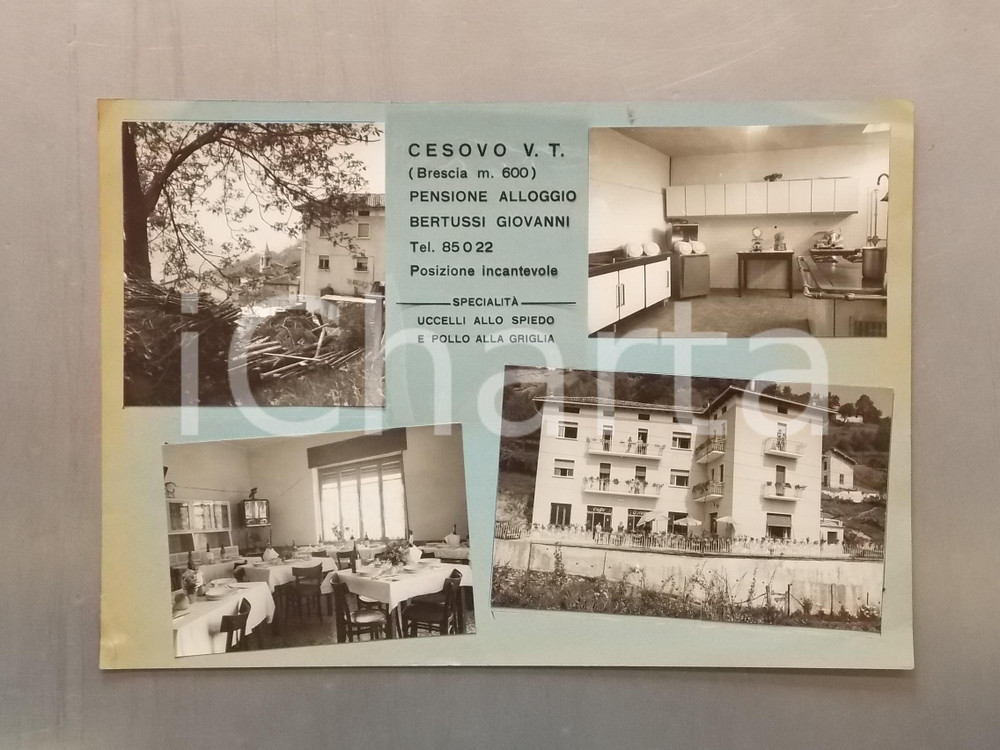 CESOVO V. T.
(Brescia m. 600)
PENSIONE ALLOGGIO
BERTUSSI GIOVANNI
Tel. 85022
Posizione incantevole
SPECIALITÀ
UCCELLI ALLO SPIEDO
E POLLO ALLA GRIGLIA
iCharta